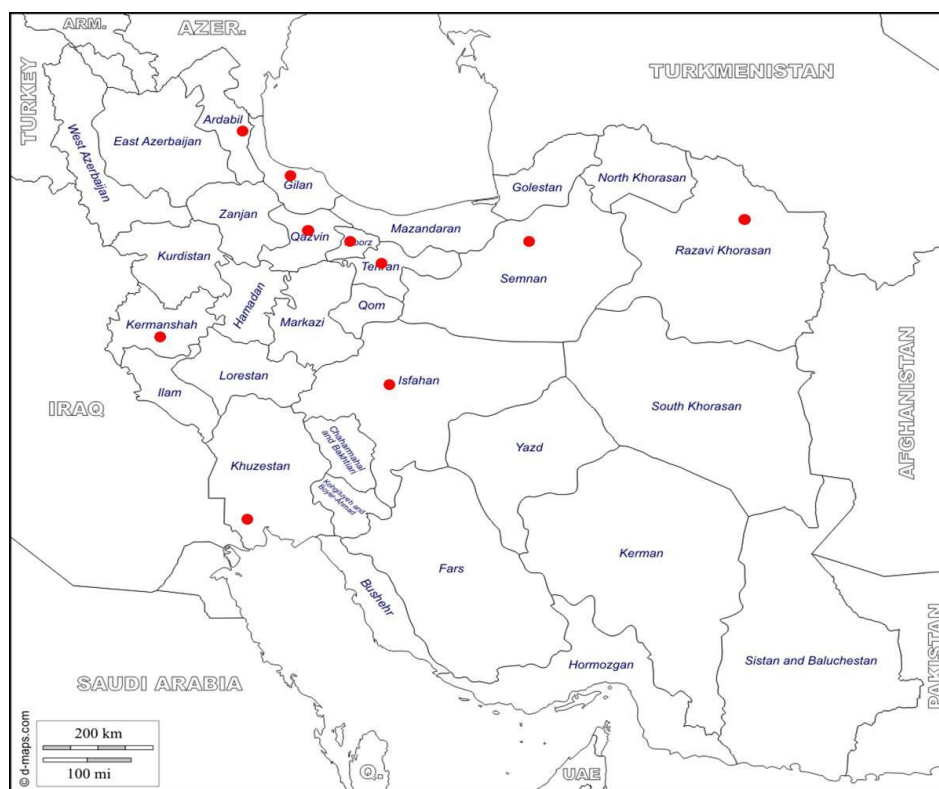 ARM.
AZER.
TURKEY
TURKMENISTAN
Ardabil
East Azerbaijan
West Azerbaijan
Gilan
Golestan
North Khorasan
Zanjan
Mazandaran
Qazvin
Razavi Khorasan
Kurdistan
Tehran
Semnan
Hamadan
Qom
Markazi
Kermanshah
Lorestan
Isfahan
Ilam
South Khorasan
IRAQ
AFGHANISTAN
Chaharmahal
and Bakhtiari
Yazd
Khuzestan
Kohgiluyeh and
Boyer-Ahmad
Kerman
Fars
Bushehr
Hormozgan
Sistan and Baluchestan
PAKISTAN
SAUDI ARABIA
200 km
100 mi
© d-maps.com
Q.
UAE